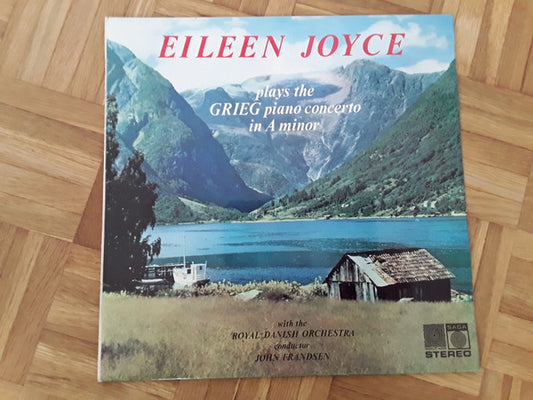 EILEEN JOYCE
plays the
GRIEG piano concerto
in A minor
with the
ROYAL DANISH ORCHESTRA
conductor
JOHN FRANDSEN
SAGA
STEREO